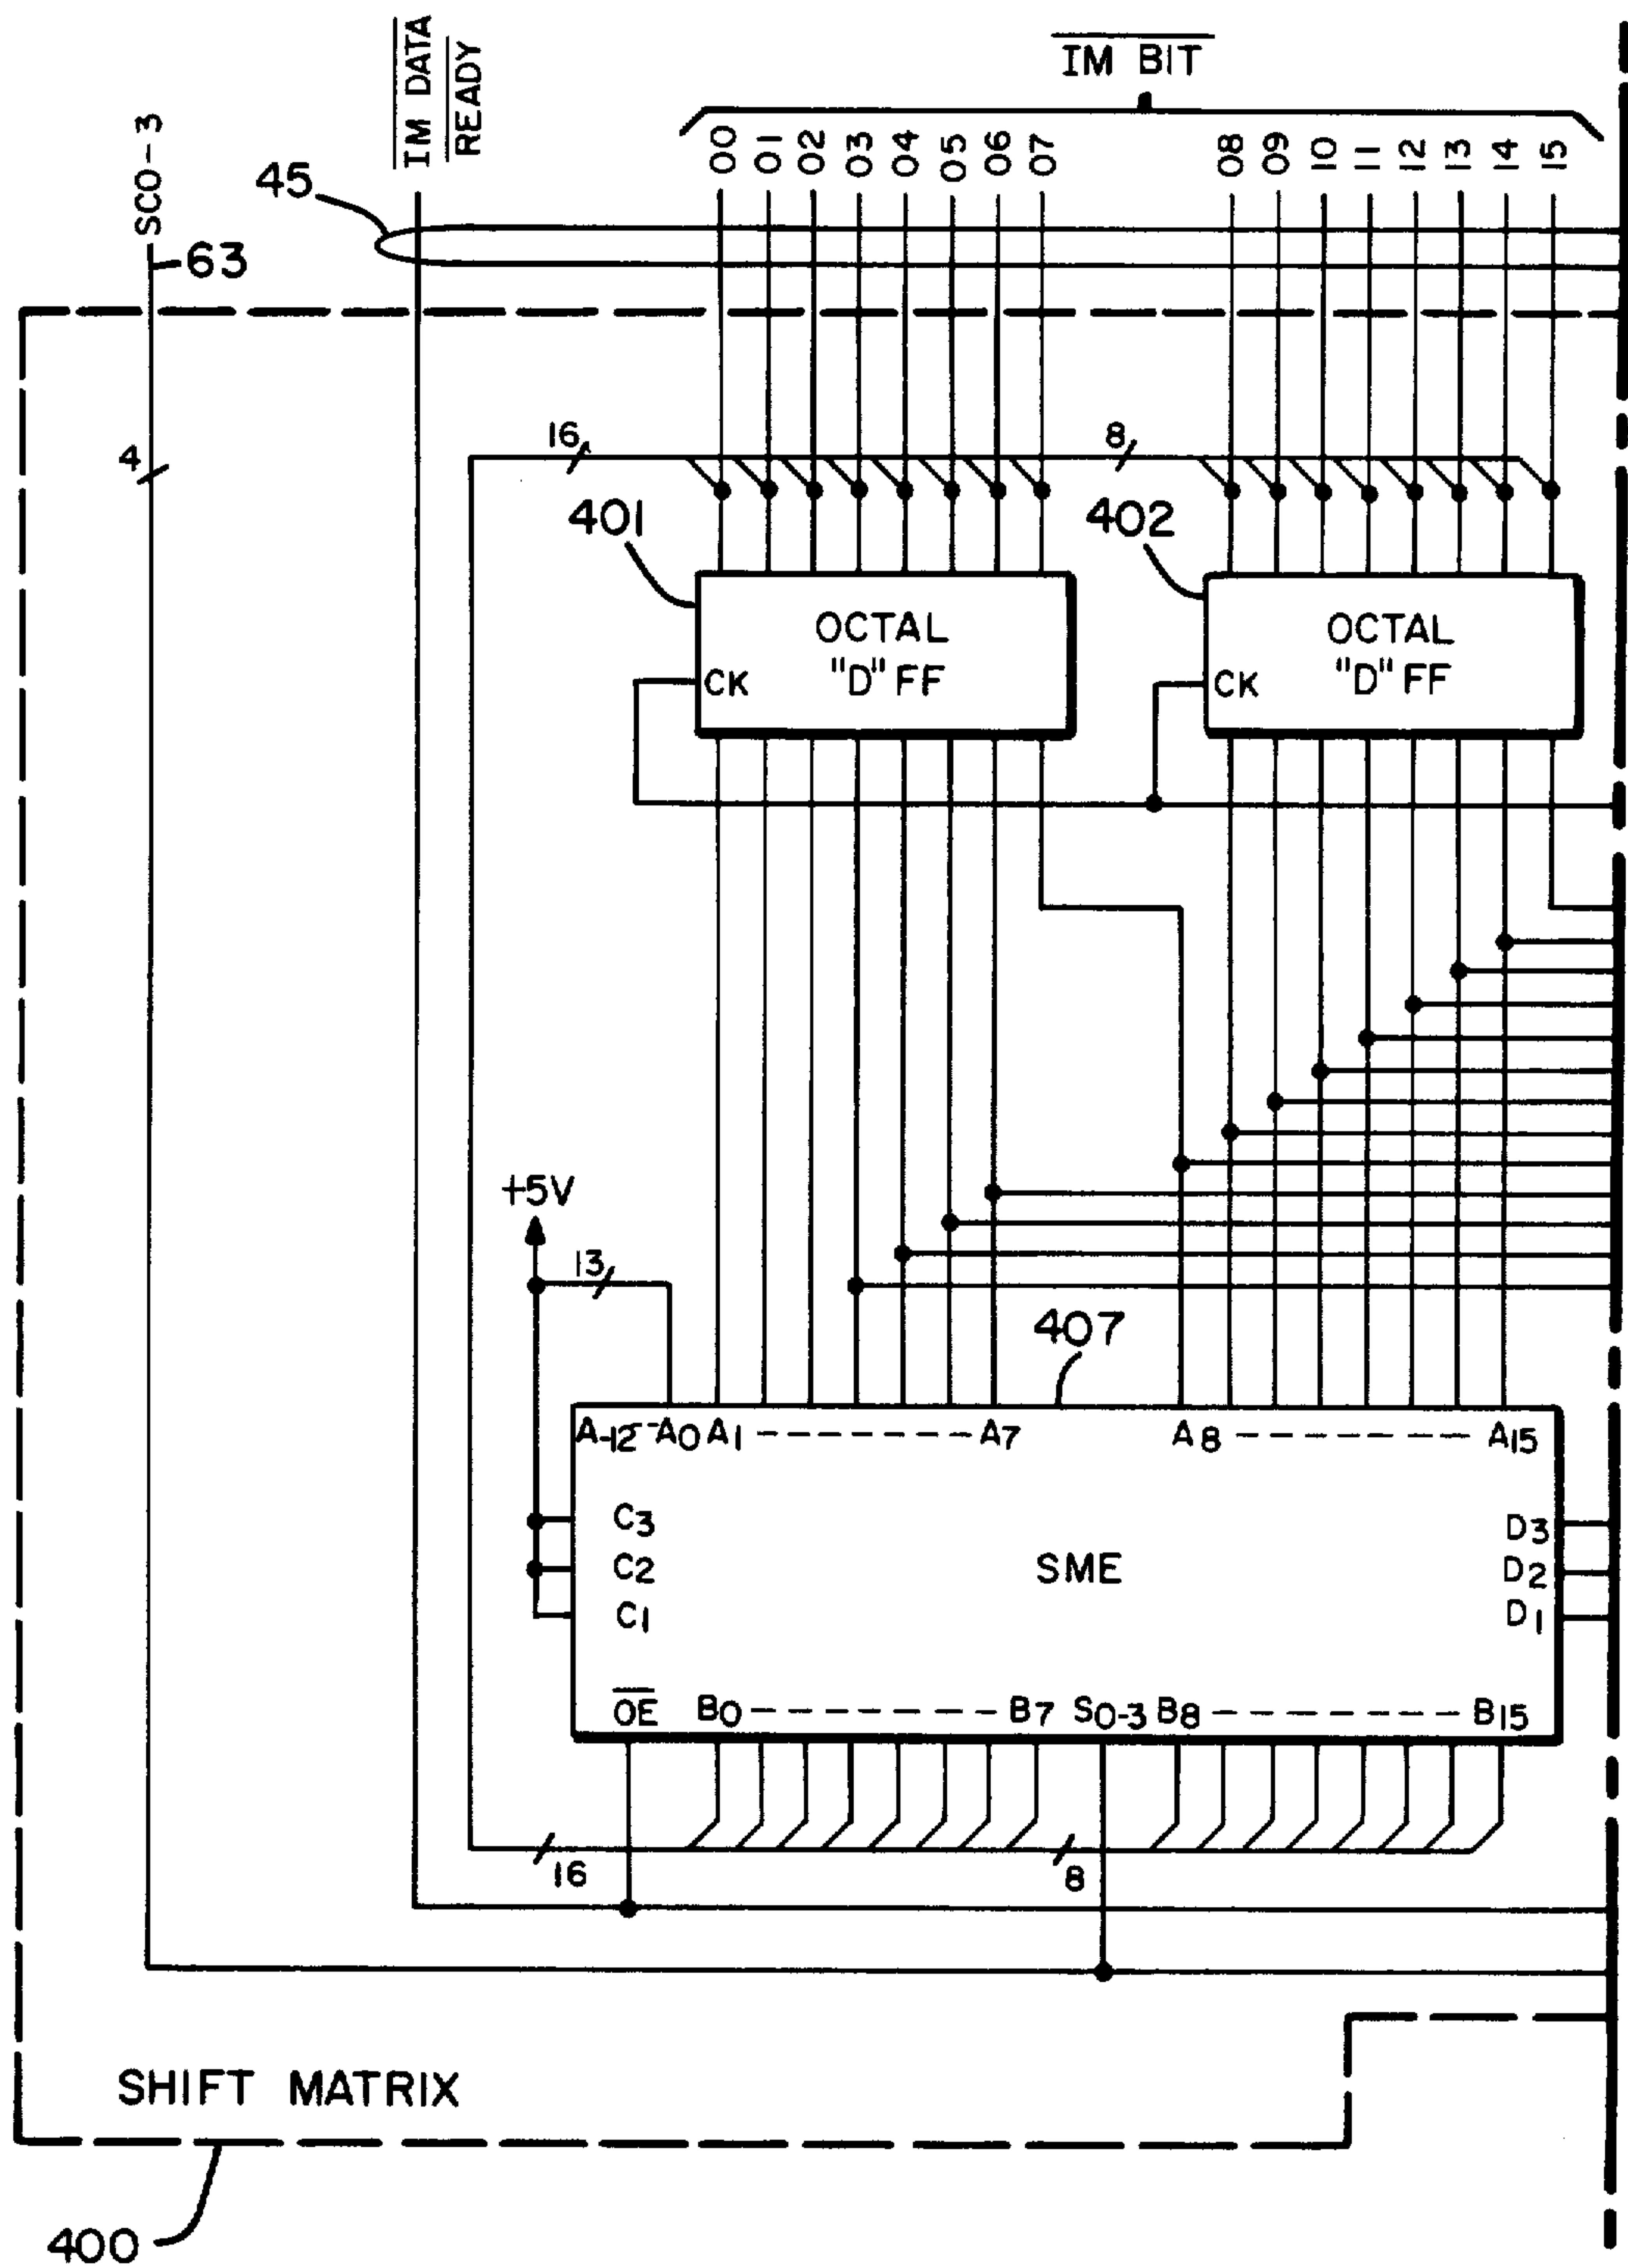 IM DATA
READY
IM BIT
SC0-3
00 01 02 03 04 05 06 07 08 09 10 11 12 13 14 15
45
63
4
16 8
401 402
OCTAL OCTAL
"D" FF "D" FF
CK CK
+5V
13
407
A-12--A0 A1 -------- A7 A8 ------ A15
C3 D3
C2 SME D2
C1 D1
OE B0 -------- B7 S0-3 B8 -------- B15
16 8
SHIFT MATRIX
400